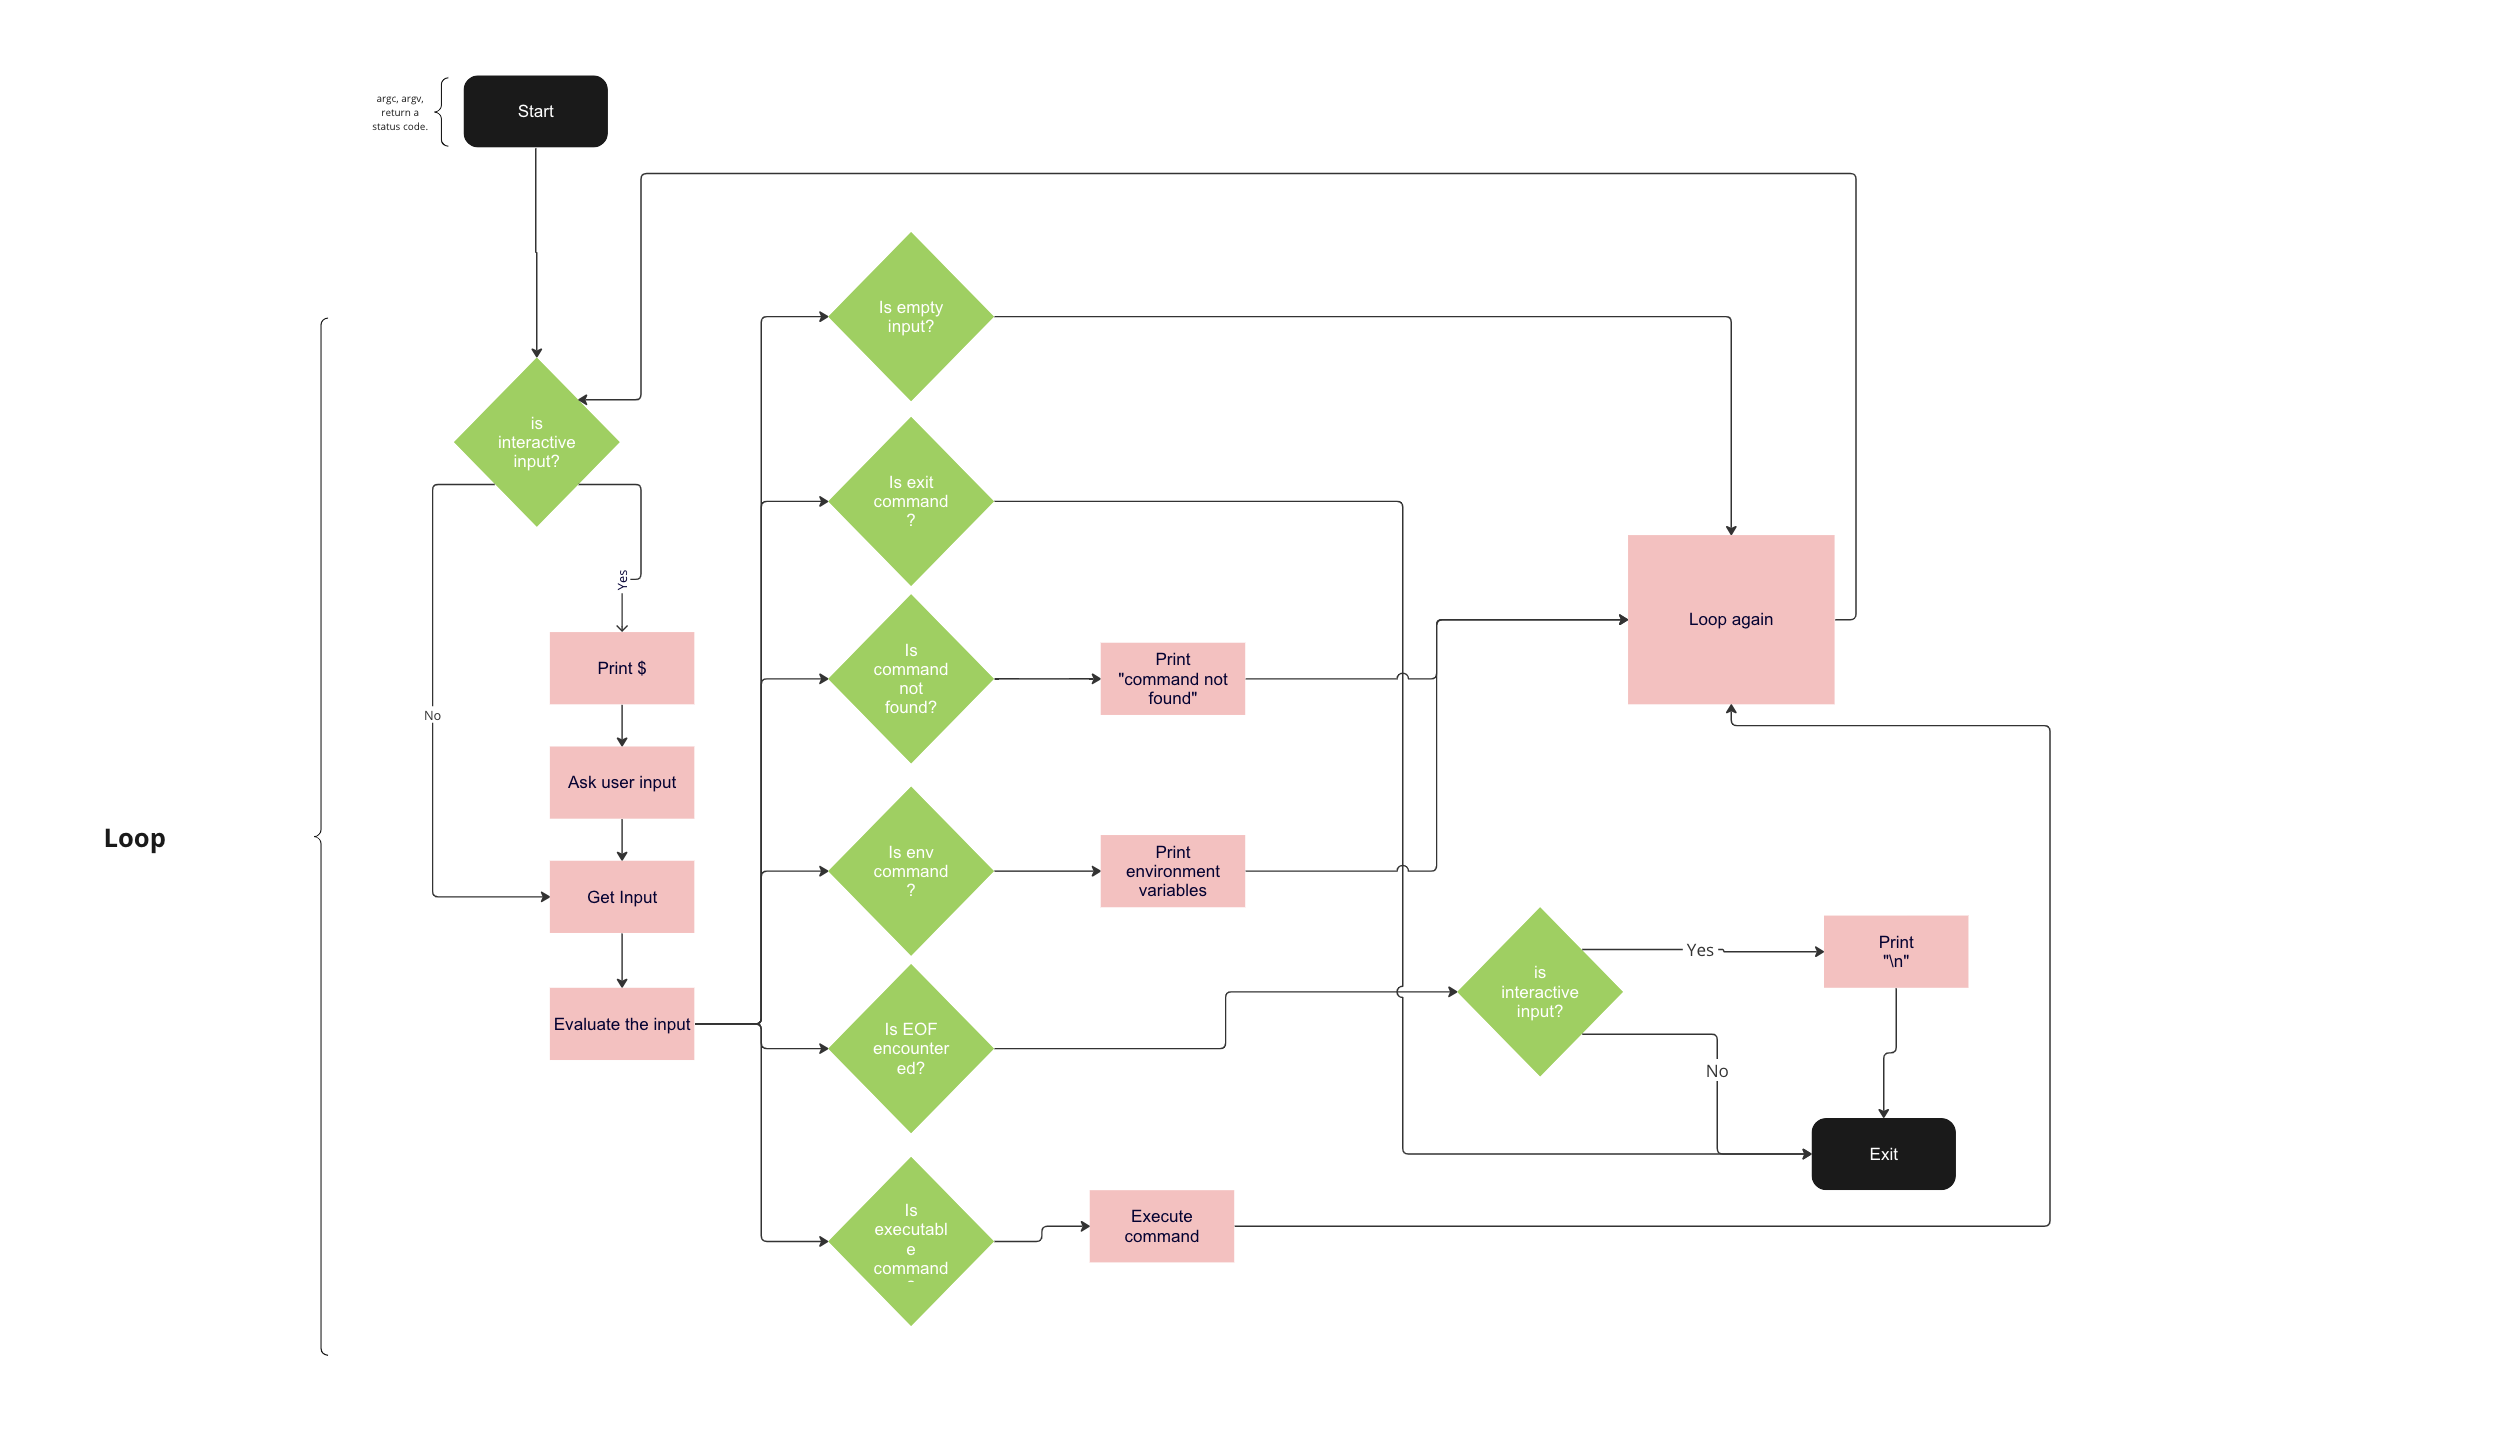 Start
argc, argv,
return a
status code.
Is empty
input?
is
interactive
input?
Is exit
command
?
Yes
Loop again
Print $
Is
command
not
found?
Print
"command not
found"
No
Ask user input
Loop
Get Input
Is env
command
?
Print
environment
variables
is
interactive
input?
Yes
Print
"\n"
Evaluate the input
Is EOF
encounter
ed?
No
Exit
Is
executabl
e
command
Execute
command